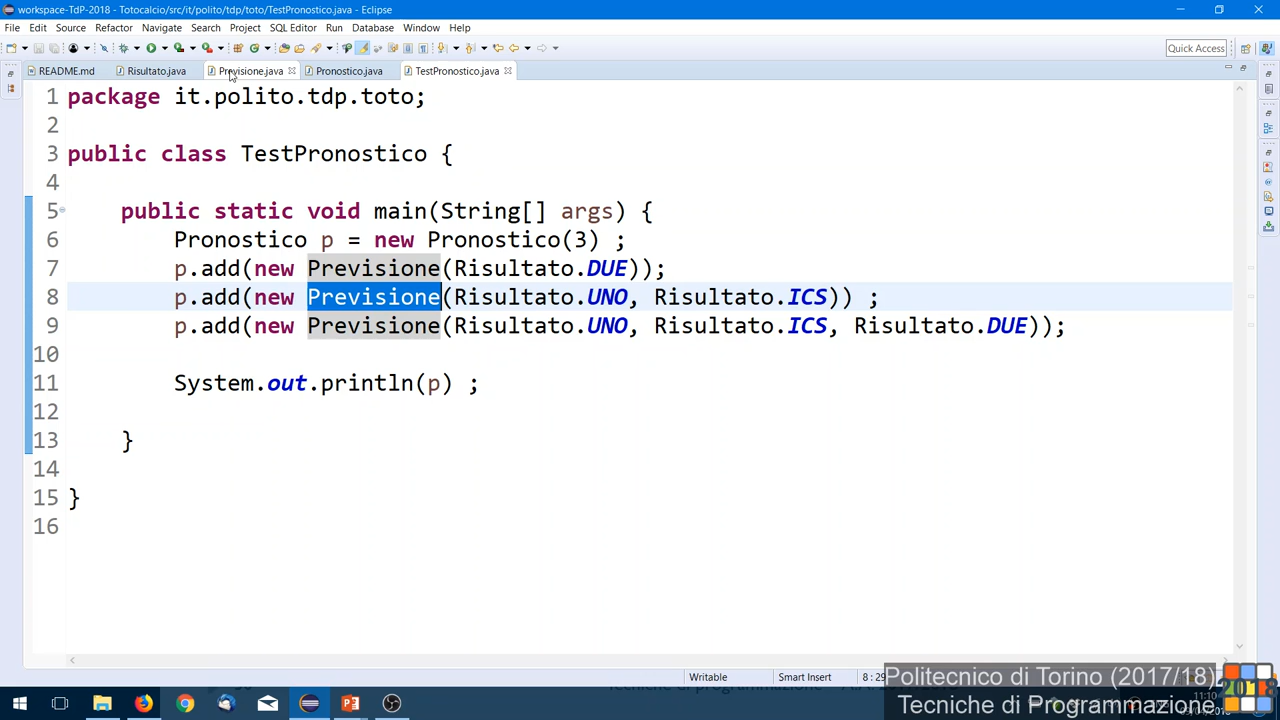 workspace-TdP-2018 - Totocalcio/src/it/polito/tdp/toto/TestPronostico.java - Eclipse
File Edit Source Refactor Navigate Search Project SQL Editor Run Database Window Help
Quick Access
README.md Risultato.java Previsione.java Pronostico.java TestPronostico.java
1 package it.polito.tdp.toto;
2
3 public class TestPronostico {
4
5 public static void main(String[] args) {
6 Pronostico p = new Pronostico(3) ;
7 p.add(new Previsione(Risultato.DUE));
8 p.add(new Previsione(Risultato.UNO, Risultato.ICS)) ;
9 p.add(new Previsione(Risultato.UNO, Risultato.ICS, Risultato.DUE));
10
11 System.out.println(p) ;
12
13 }
14
15 }
16
Writable Smart Insert 8 : 29
Politecnico di Torino (2017/18)
Tecniche di Programmazione
2018
11:10